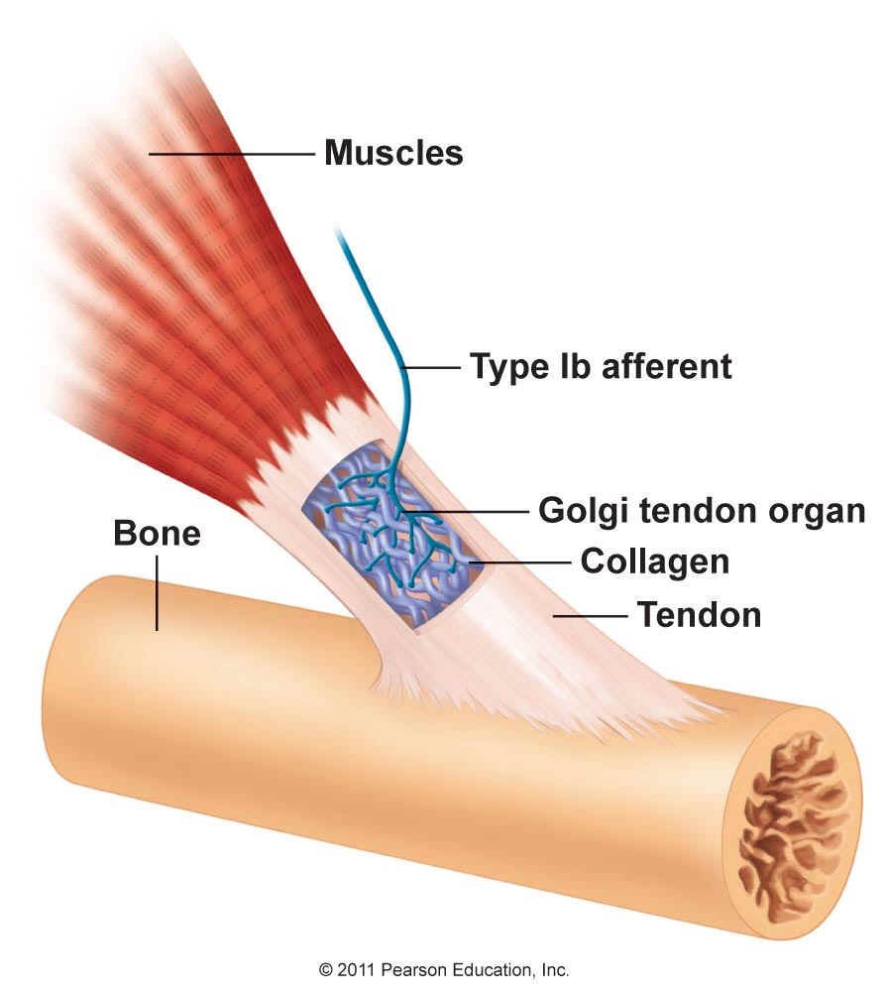 Muscles
Type Ib afferent
Golgi tendon organ
Bone
Collagen
Tendon
© 2011 Pearson Education, Inc.